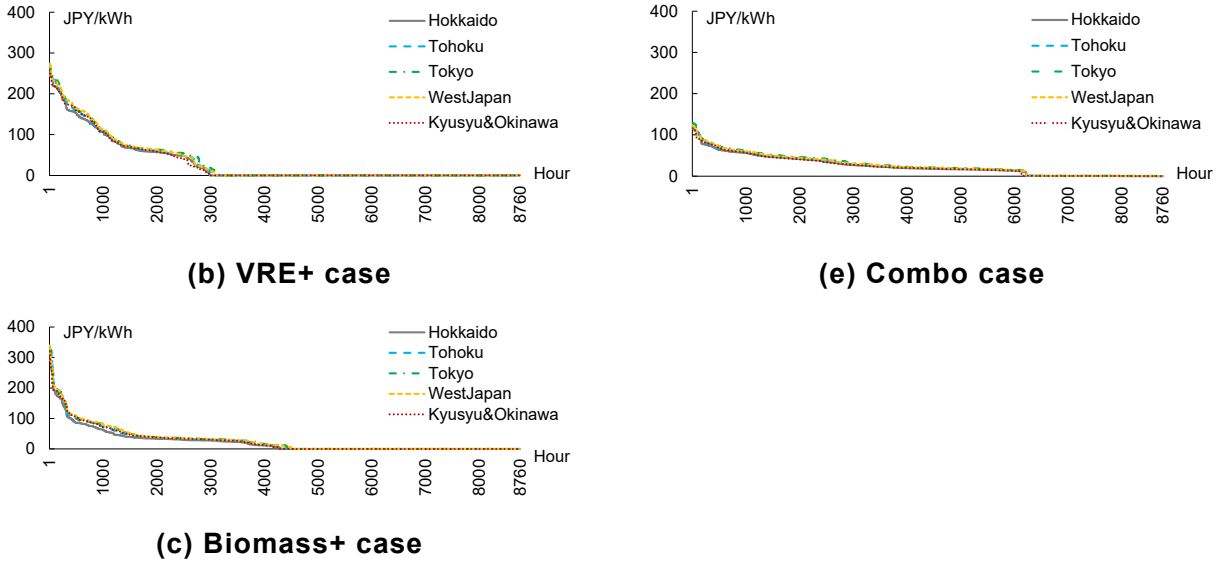 400
JPY/kWh
300
200
100
0
Hokkaido
Tohoku
Tokyo
WestJapan
Kyusyu&Okinawa
Hour
1
1000
2000
3000
4000
5000
6000
7000
8000
8760
(b) VRE+ case
400
JPY/kWh
300
200
100
0
Hokkaido
Tohoku
Tokyo
WestJapan
Kyusyu&Okinawa
Hour
1
1000
2000
3000
4000
5000
6000
7000
8000
8760
(e) Combo case
400
JPY/kWh
300
200
100
0
Hokkaido
Tohoku
Tokyo
WestJapan
Kyusyu&Okinawa
Hour
1
1000
2000
3000
4000
5000
6000
7000
8000
8760
(c) Biomass+ case